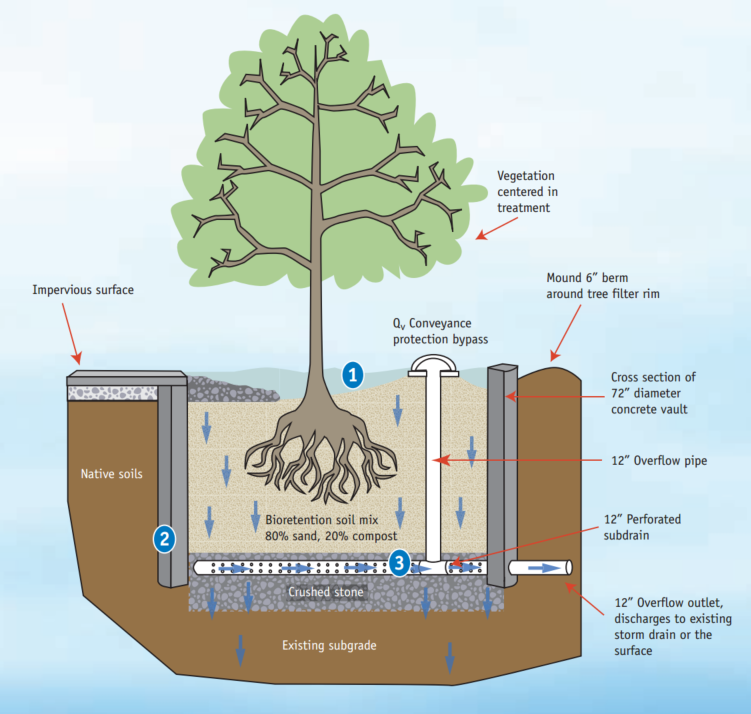 Vegetation
centered in
treatment
Impervious surface
Mound 6” berm
around tree filter rim
Qv Conveyance
protection bypass
1
Cross section of
72” diameter
concrete vault
Native soils
12” Overflow pipe
Bioretention soil mix
80% sand, 20% compost
12” Perforated
subdrain
2
3
Crushed stone
12” Overflow outlet,
discharges to existing
storm drain or the
surface
Existing subgrade